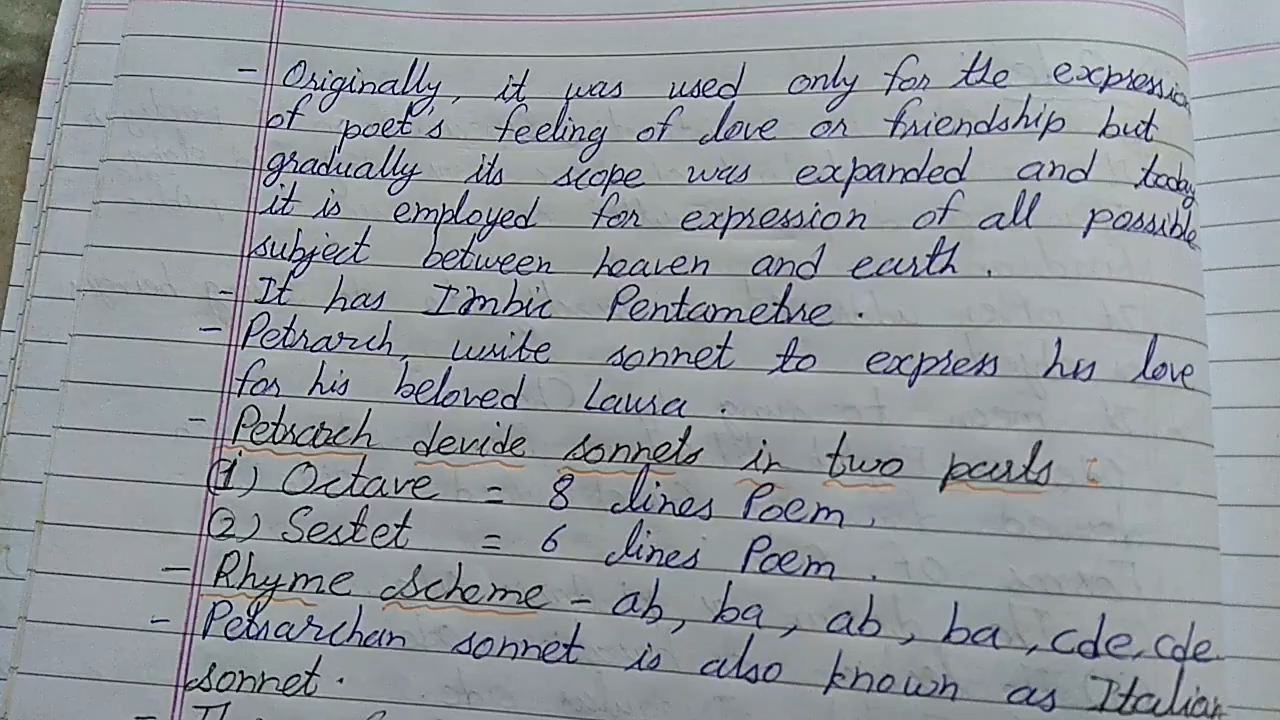 - Originally, it was used only for the expression
of poet's feeling of love or friendship but
gradually its scope was expanded and today
it is employed for expression of all possible
subject between heaven and earth.
- It has Imbic Pentametre.
- Petrarch, write sonnet to express his love
for his beloved Laura.
- Petrarch devide sonnets in two parts :
(1) Octave = 8 lines Poem.
(2) Sestet = 6 lines Poem.
- Rhyme scheme - ab, ba, ab, ba, cde, cde
- Petrarchan sonnet is also known as Italian
sonnet.